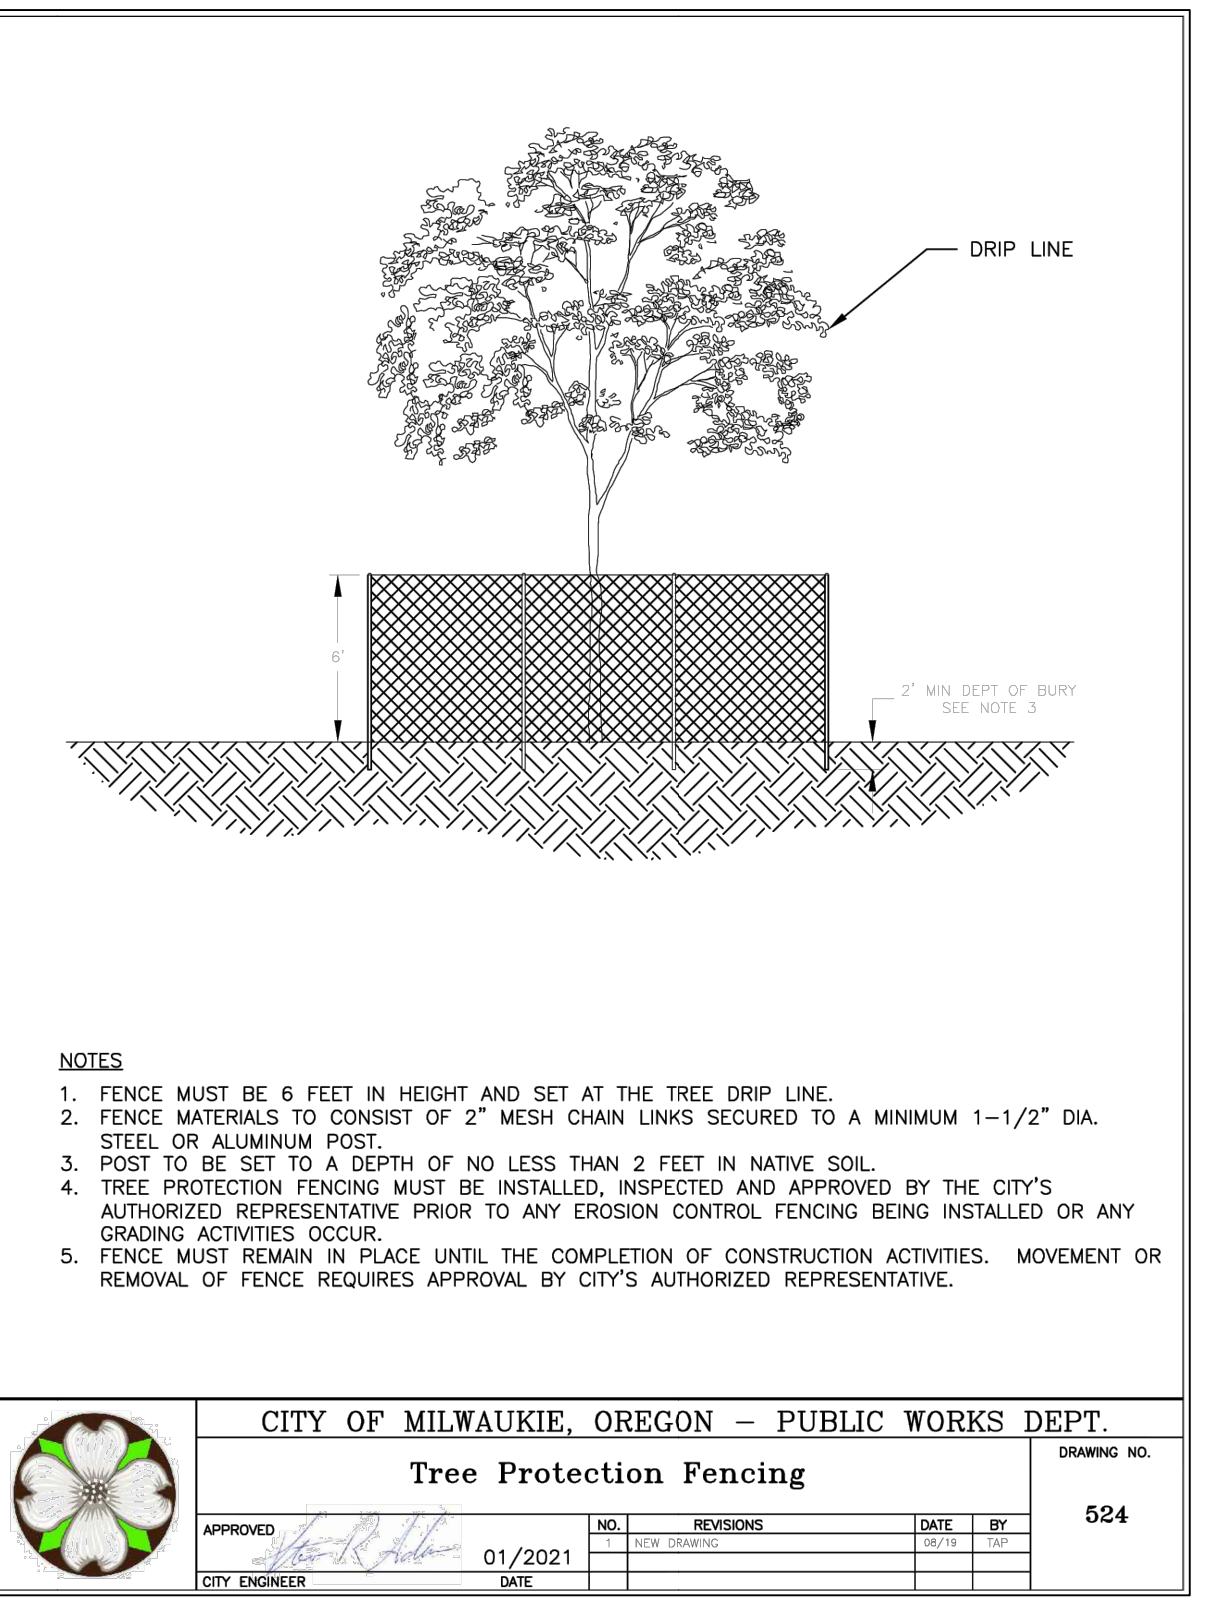 DRIP LINE
6'
2' MIN DEPT OF BURY
SEE NOTE 3
NOTES
1. FENCE MUST BE 6 FEET IN HEIGHT AND SET AT THE TREE DRIP LINE.
2. FENCE MATERIALS TO CONSIST OF 2" MESH CHAIN LINKS SECURED TO A MINIMUM 1-1/2" DIA.
STEEL OR ALUMINUM POST.
3. POST TO BE SET TO A DEPTH OF NO LESS THAN 2 FEET IN NATIVE SOIL.
4. TREE PROTECTION FENCING MUST BE INSTALLED, INSPECTED AND APPROVED BY THE CITY'S
AUTHORIZED REPRESENTATIVE PRIOR TO ANY EROSION CONTROL FENCING BEING INSTALLED OR ANY
GRADING ACTIVITIES OCCUR.
5. FENCE MUST REMAIN IN PLACE UNTIL THE COMPLETION OF CONSTRUCTION ACTIVITIES. MOVEMENT OR
REMOVAL OF FENCE REQUIRES APPROVAL BY CITY'S AUTHORIZED REPRESENTATIVE.
CITY OF MILWAUKIE, OREGON – PUBLIC WORKS DEPT.
Tree Protection Fencing
DRAWING NO.
524
APPROVED
01/2021
CITY ENGINEER DATE
NO. REVISIONS DATE BY
1 NEW DRAWING 08/19 TAP